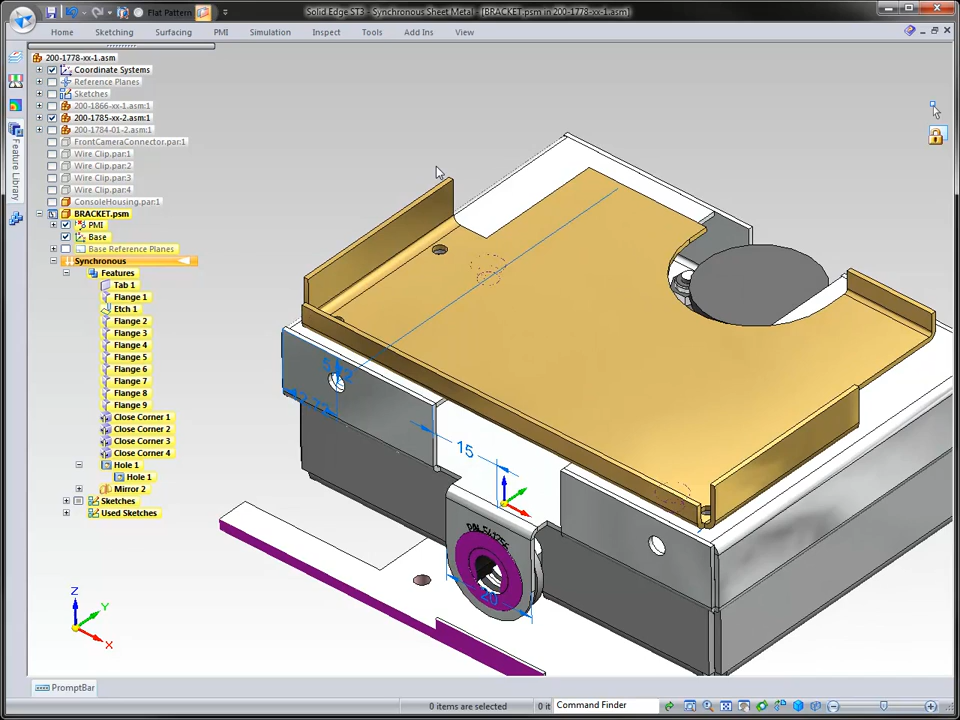 Flat Pattern
Solid Edge ST3 - Synchronous Sheet Metal - [BRACKET.psm in 200-1778-xx-1.asm]
Home Sketching Surfacing PMI Simulation Inspect Tools Add Ins View
200-1778-xx-1.asm
Coordinate Systems
Reference Planes
Sketches
200-1866-xx-1.asm:1
200-1785-xx-2.asm:1
200-1784-01-2.asm:1
FrontCameraConnector.par:1
Wire Clip.par:1
Wire Clip.par:2
Wire Clip.par:3
Wire Clip.par:4
ConsoleHousing.par:1
BRACKET.psm
PMI
Base
Base Reference Planes
Synchronous
Features
Tab 1
Flange 1
Etch 1
Flange 2
Flange 3
Flange 4
Flange 5
Flange 6
Flange 7
Flange 8
Flange 9
Close Corner 1
Close Corner 2
Close Corner 3
Close Corner 4
Hole 1
Hole 1
Mirror 2
Sketches
Used Sketches
Feature Library
15
20
Z
Y
X
PromptBar
0 items are selected
0 it
Command Finder